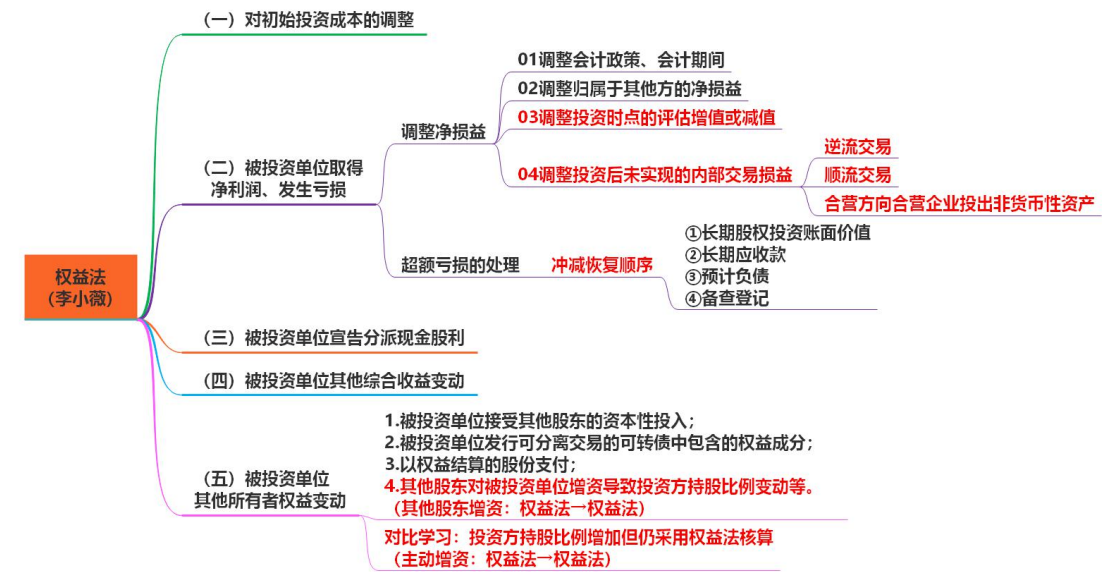 权益法
（李小薇）
（一）对初始投资成本的调整
（二）被投资单位取得
净利润、发生亏损
调整净损益
01调整会计政策、会计期间
02调整归属于其他方的净损益
03调整投资时点的评估增值或减值
04调整投资后未实现的内部交易损益
逆流交易
顺流交易
合营方向合营企业投出非货币性资产
超额亏损的处理
冲减恢复顺序
①长期股权投资账面价值
②长期应收款
③预计负债
④备查登记
（三）被投资单位宣告分派现金股利
（四）被投资单位其他综合收益变动
（五）被投资单位
其他所有者权益变动
1.被投资单位接受其他股东的资本性投入；
2.被投资单位发行可分离交易的可转债中包含的权益成分；
3.以权益结算的股份支付；
4.其他股东对被投资单位增资导致投资方持股比例变动等。
（其他股东增资：权益法→权益法）
对比学习：投资方持股比例增加但仍采用权益法核算
（主动增资：权益法→权益法）